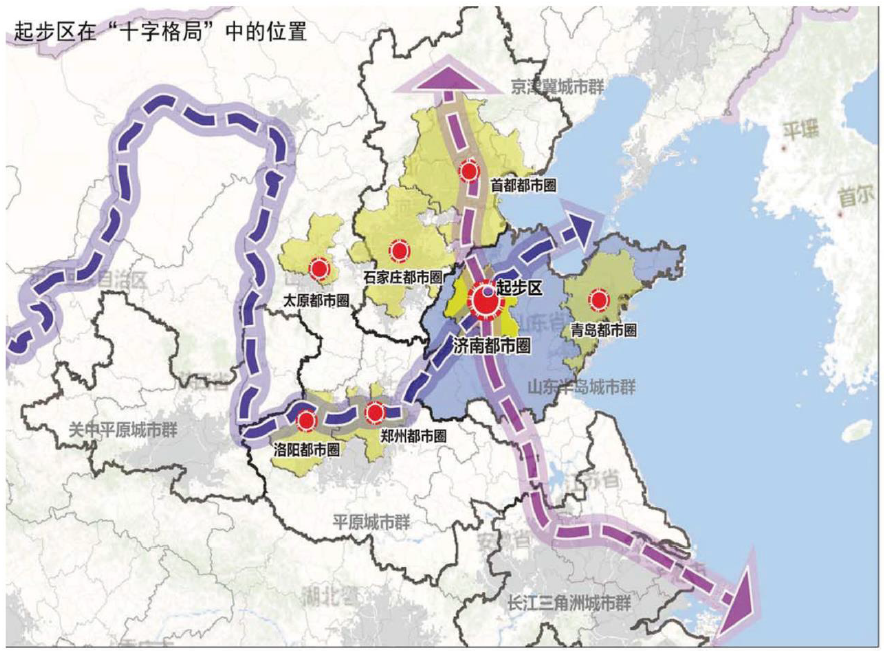 起步区在“十字格局”中的位置
京津冀城市群
平壤
首尔
首都都市圈
石家庄都市圈
太原都市圈
自治区
起步区
山东省
济南都市圈
青岛都市圈
山东半岛城市群
关中平原城市群
洛阳都市圈
郑州都市圈
江苏省
平原城市群
安徽省
湖北省
长江三角洲城市群